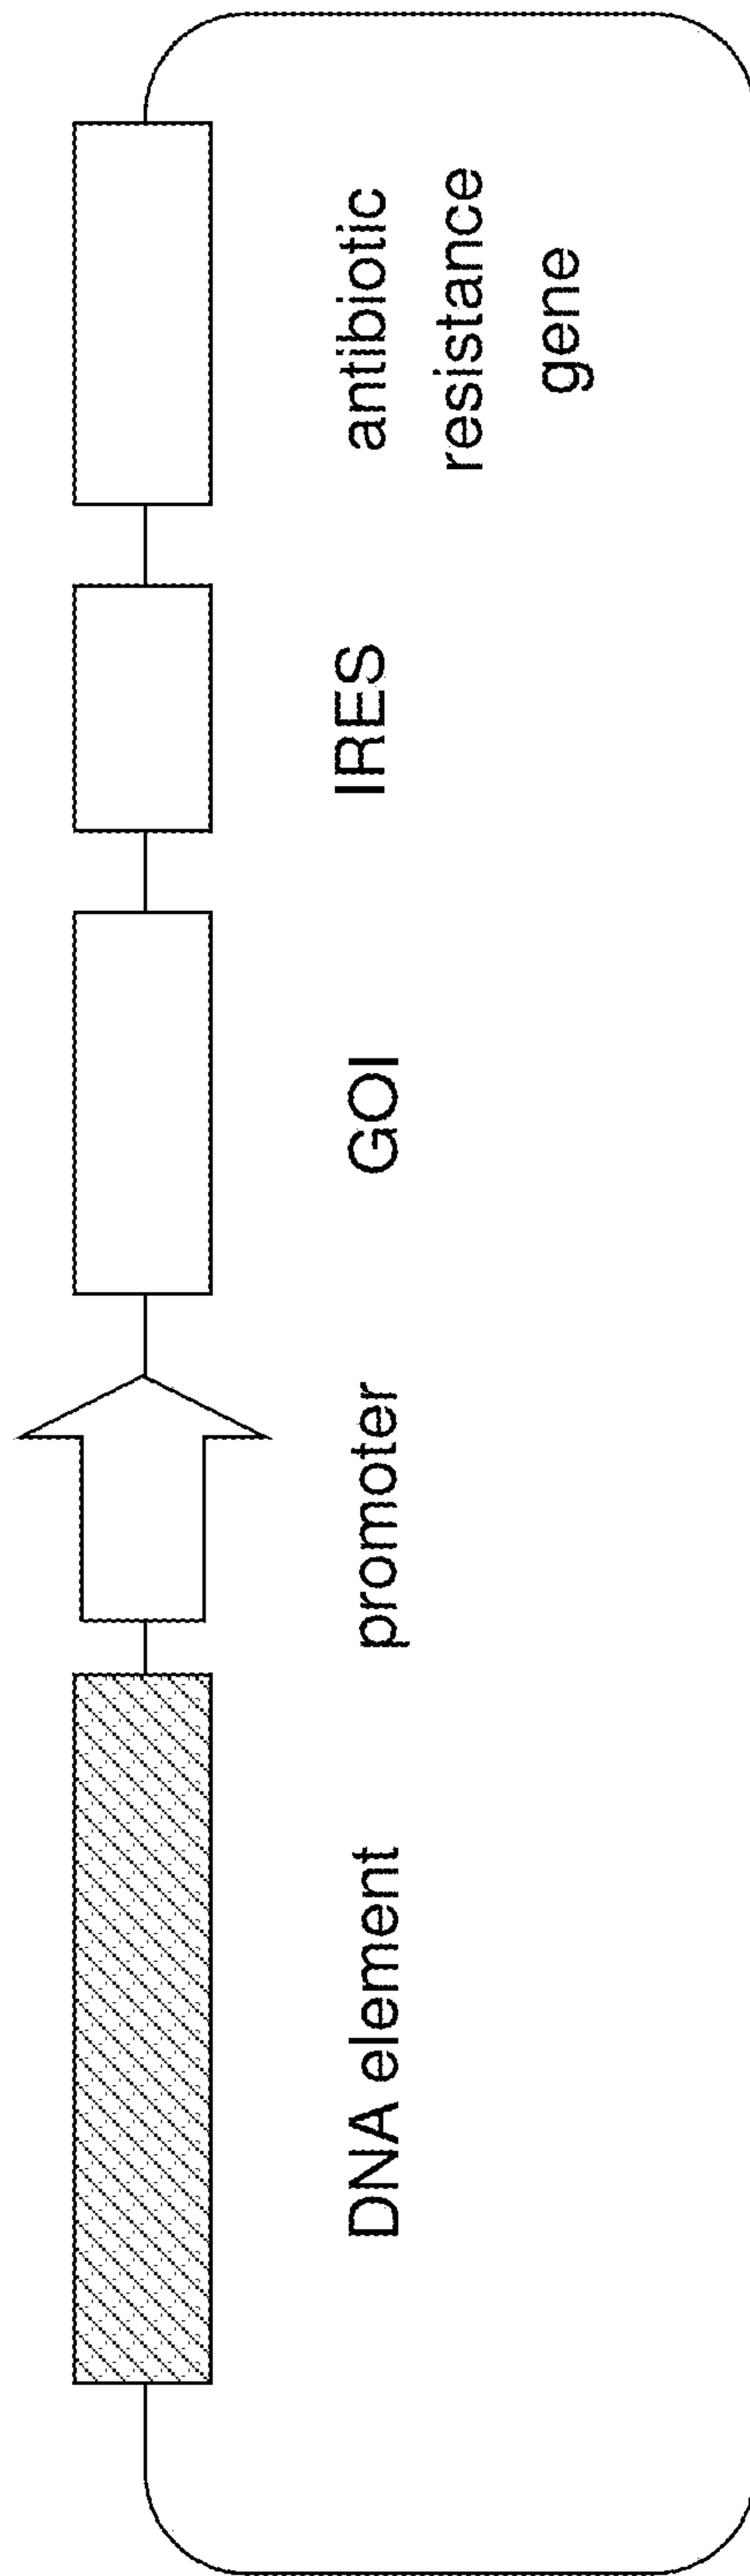 DNA element
promoter
GOI
IRES
antibiotic
resistance
gene